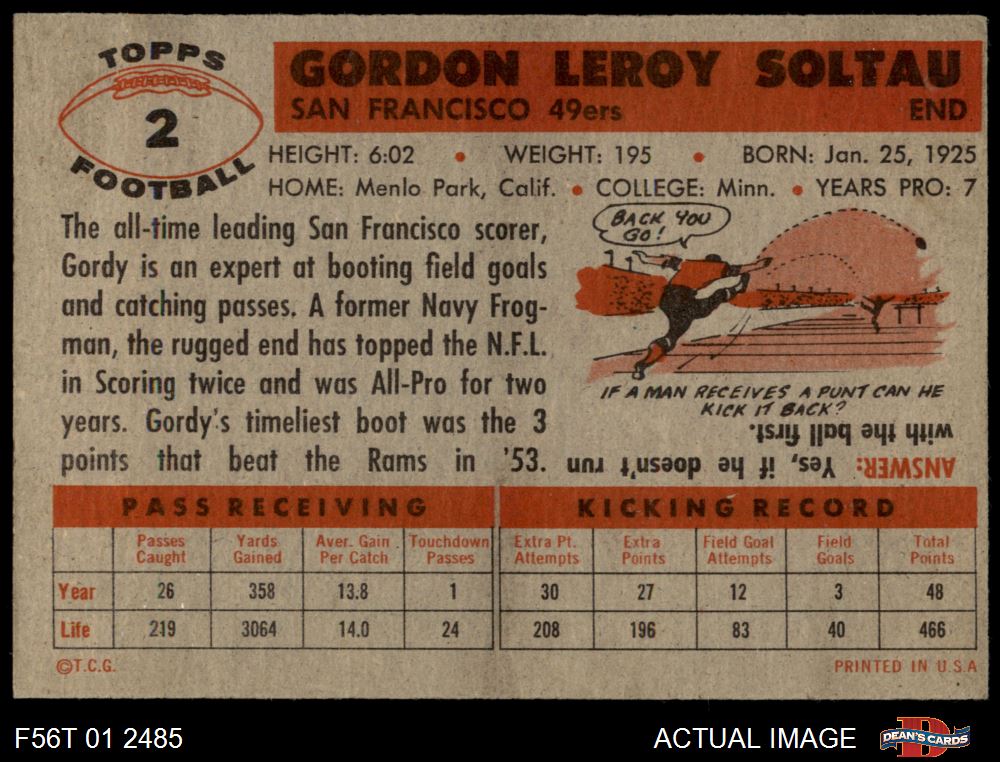 TOPPS
2
FOOTBALL
GORDON LEROY SOLTAU
SAN FRANCISCO 49ers END
HEIGHT: 6:02 • WEIGHT: 195 • BORN: Jan. 25, 1925
HOME: Menlo Park, Calif. • COLLEGE: Minn. • YEARS PRO: 7
The all-time leading San Francisco scorer,
Gordy is an expert at booting field goals
and catching passes. A former Navy Frog-
man, the rugged end has topped the N.F.L.
in Scoring twice and was All-Pro for two
years. Gordy's timeliest boot was the 3
points that beat the Rams in '53.
BACK YOU
GO!
IF A MAN RECEIVES A PUNT CAN HE
KICK IT BACK?
ANSWER: Yes, if he doesn't run
with the ball first.
PASS RECEIVING KICKING RECORD
Passes Yards Aver. Gain Touchdown Extra Pt. Extra Field Goal Field Total
Caught Gained Per Catch Passes Attempts Points Attempts Goals Points
Year 26 358 13.8 1 30 27 12 3 48
Life 219 3064 14.0 24 208 196 83 40 466
©T.C.G. PRINTED IN U.S.A
F56T 01 2485 ACTUAL IMAGE DEAN'S CARDS